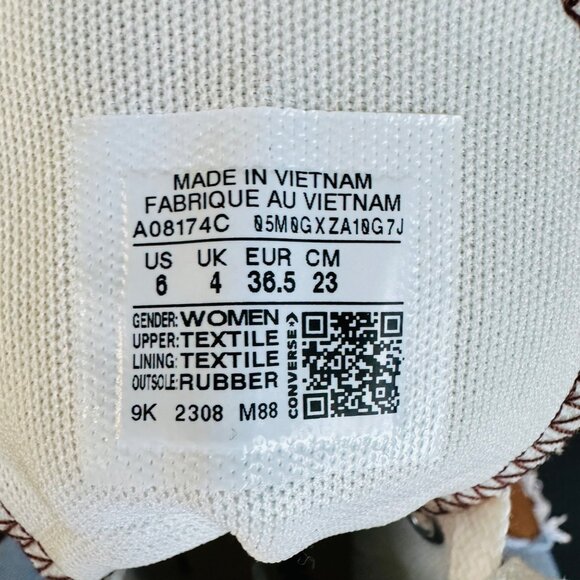 MADE IN VIETNAM
FABRIQUE AU VIETNAM
A08174C 05M0GXZA10G7J
US UK EUR CM
6 4 36.5 23
GENDER: WOMEN
UPPER: TEXTILE
LINING: TEXTILE
OUTSOLE: RUBBER
CONVERSE
9K 2308 M88